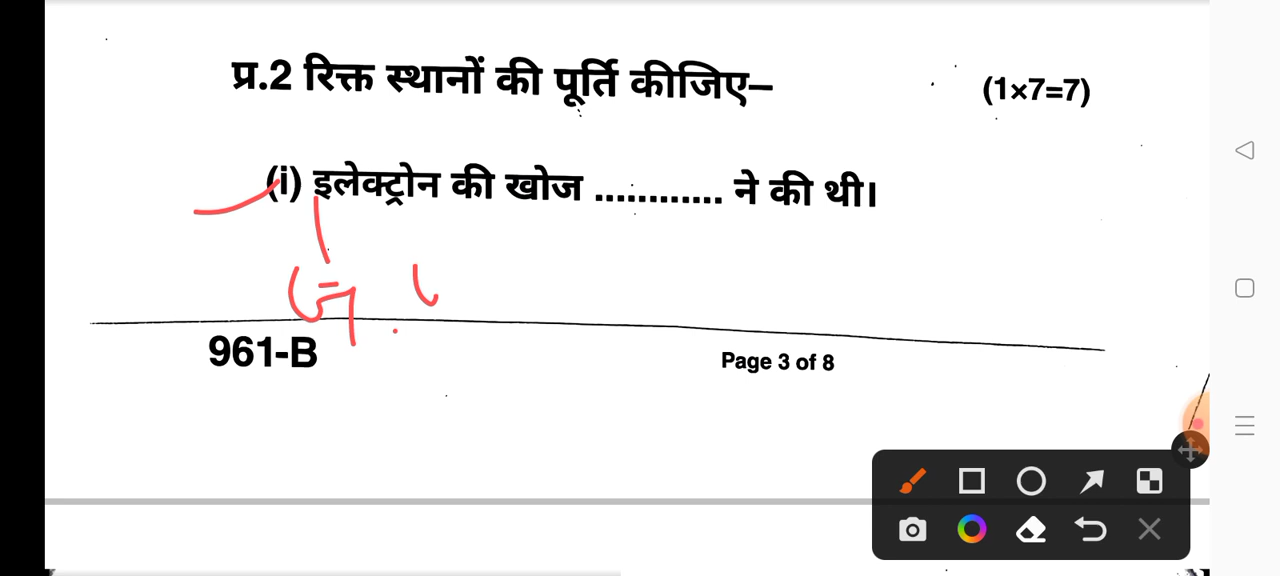 प्र.2 रिक्त स्थानों की पूर्ति कीजिए– (1×7=7)
(i) इलेक्ट्रोन की खोज ............ ने की थी।
961-B Page 3 of 8